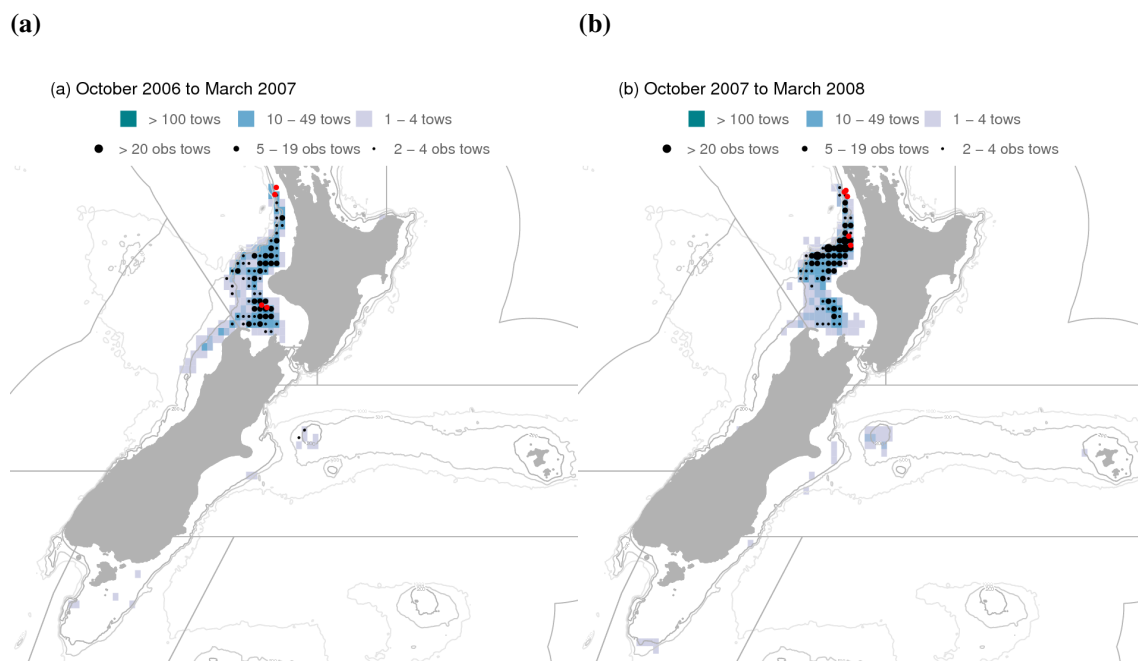 (a) (b)
(a) October 2006 to March 2007
> 100 tows 10 − 49 tows 1 − 4 tows
> 20 obs tows 5 − 19 obs tows 2 − 4 obs tows
(b) October 2007 to March 2008
> 100 tows 10 − 49 tows 1 − 4 tows
> 20 obs tows 5 − 19 obs tows 2 − 4 obs tows